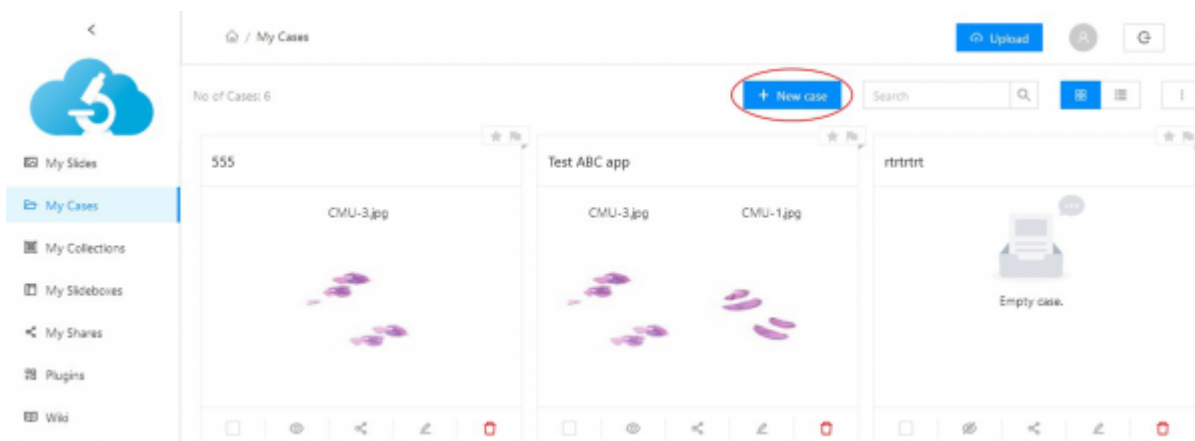 / My Cases
Upload
No of Cases: 6
+ New case
Search
My Slides
My Cases
My Collections
My Slideboxes
My Shares
Plugins
Wiki
555
CMU-3.jpg
Test ABC app
CMU-3.jpg CMU-1.jpg
rtrtrtrt
Empty case.